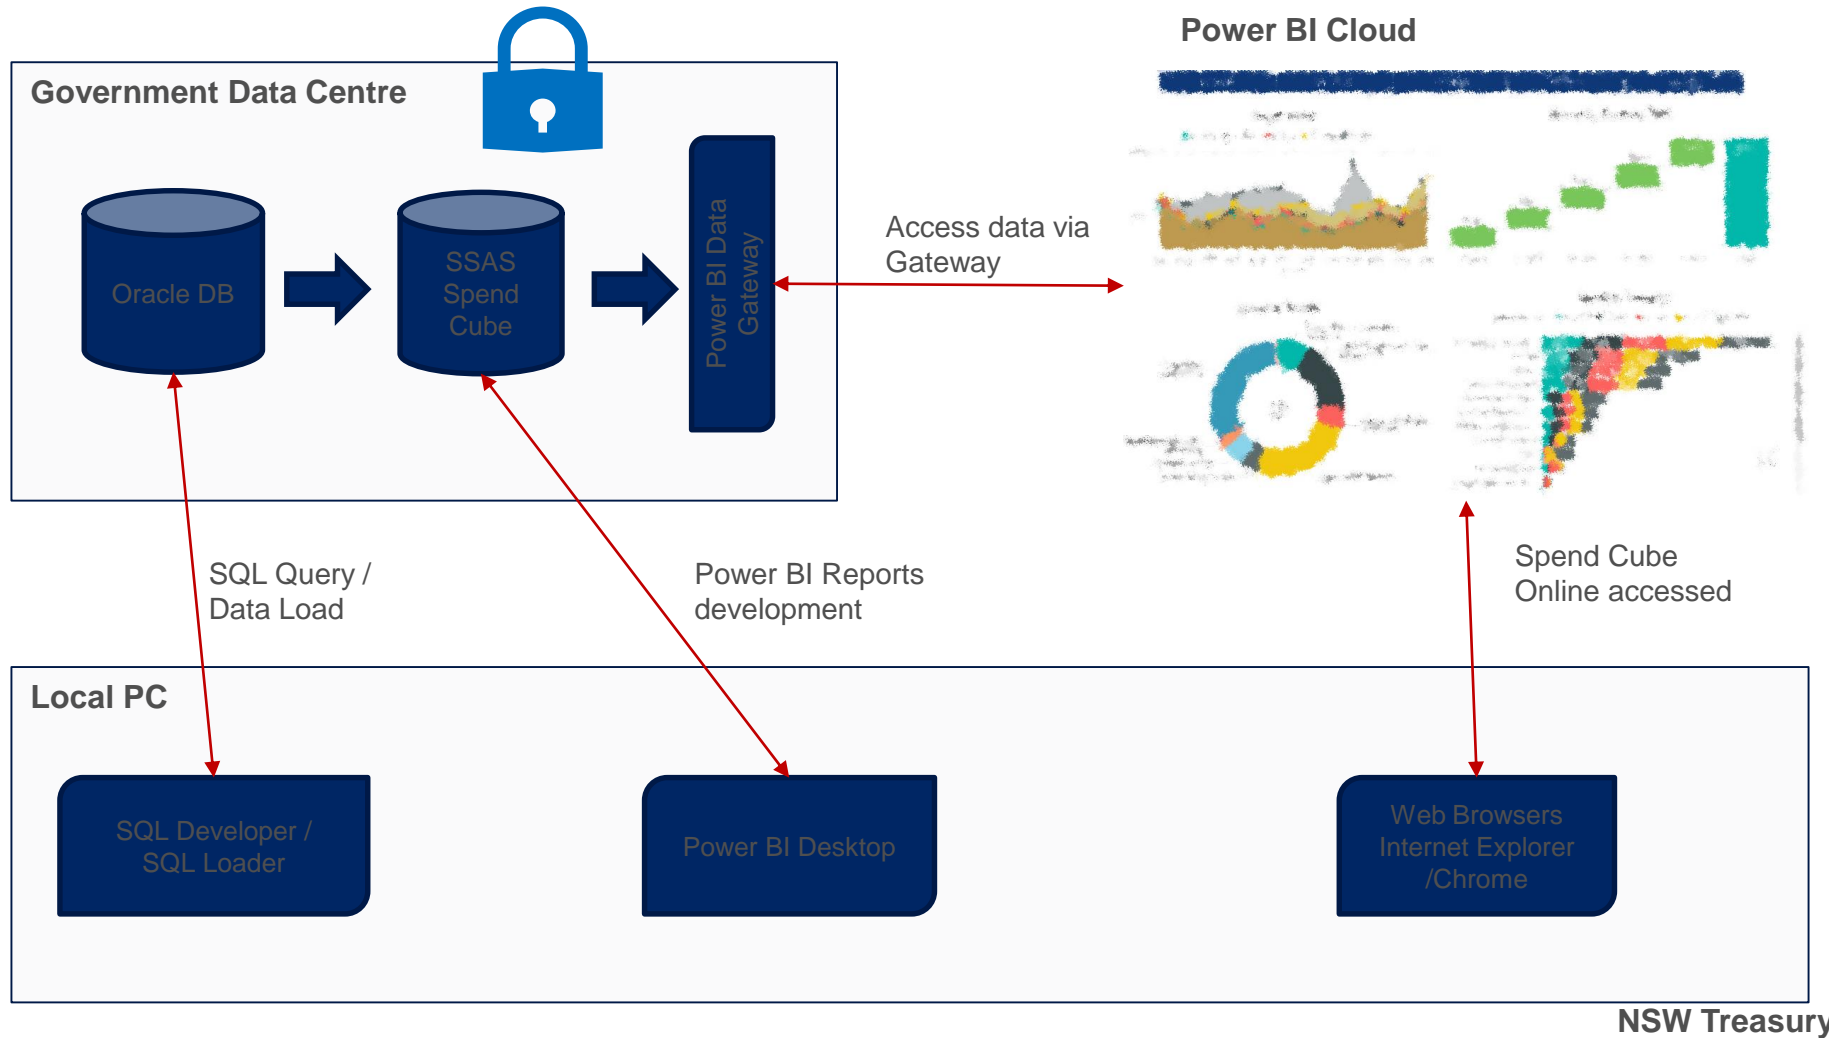 Power BI Cloud
Government Data Centre
Oracle DB
SSAS
Spend
Cube
Power BI Data
Gateway
Access data via
Gateway
SQL Query /
Data Load
Power BI Reports
development
Spend Cube
Online accessed
Local PC
SQL Developer /
SQL Loader
Power BI Desktop
Web Browsers
Internet Explorer
/Chrome
NSW Treasury